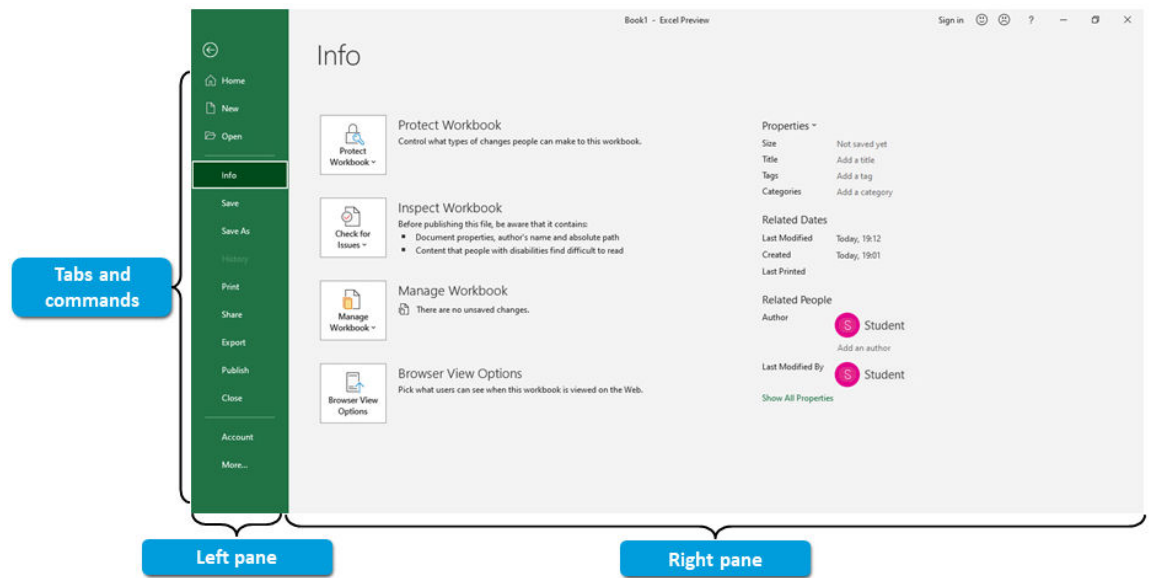 Book1 - Excel Preview
Sign in
?
Info
Home
New
Open
Info
Save
Save As
History
Print
Share
Export
Publish
Close
Account
More...
Tabs and
commands
Protect
Workbook
Protect Workbook
Control what types of changes people can make to this workbook.
Check for
Issues
Inspect Workbook
Before publishing this file, be aware that it contains:
Document properties, author's name and absolute path
Content that people with disabilities find difficult to read
Manage
Workbook
Manage Workbook
There are no unsaved changes.
Browser View
Options
Browser View Options
Pick what users can see when this workbook is viewed on the Web.
Properties
Size Not saved yet
Title Add a title
Tags Add a tag
Categories Add a category
Related Dates
Last Modified Today, 19:12
Created Today, 19:01
Last Printed
Related People
Author S Student
Add an author
Last Modified By S Student
Show All Properties
Left pane
Right pane